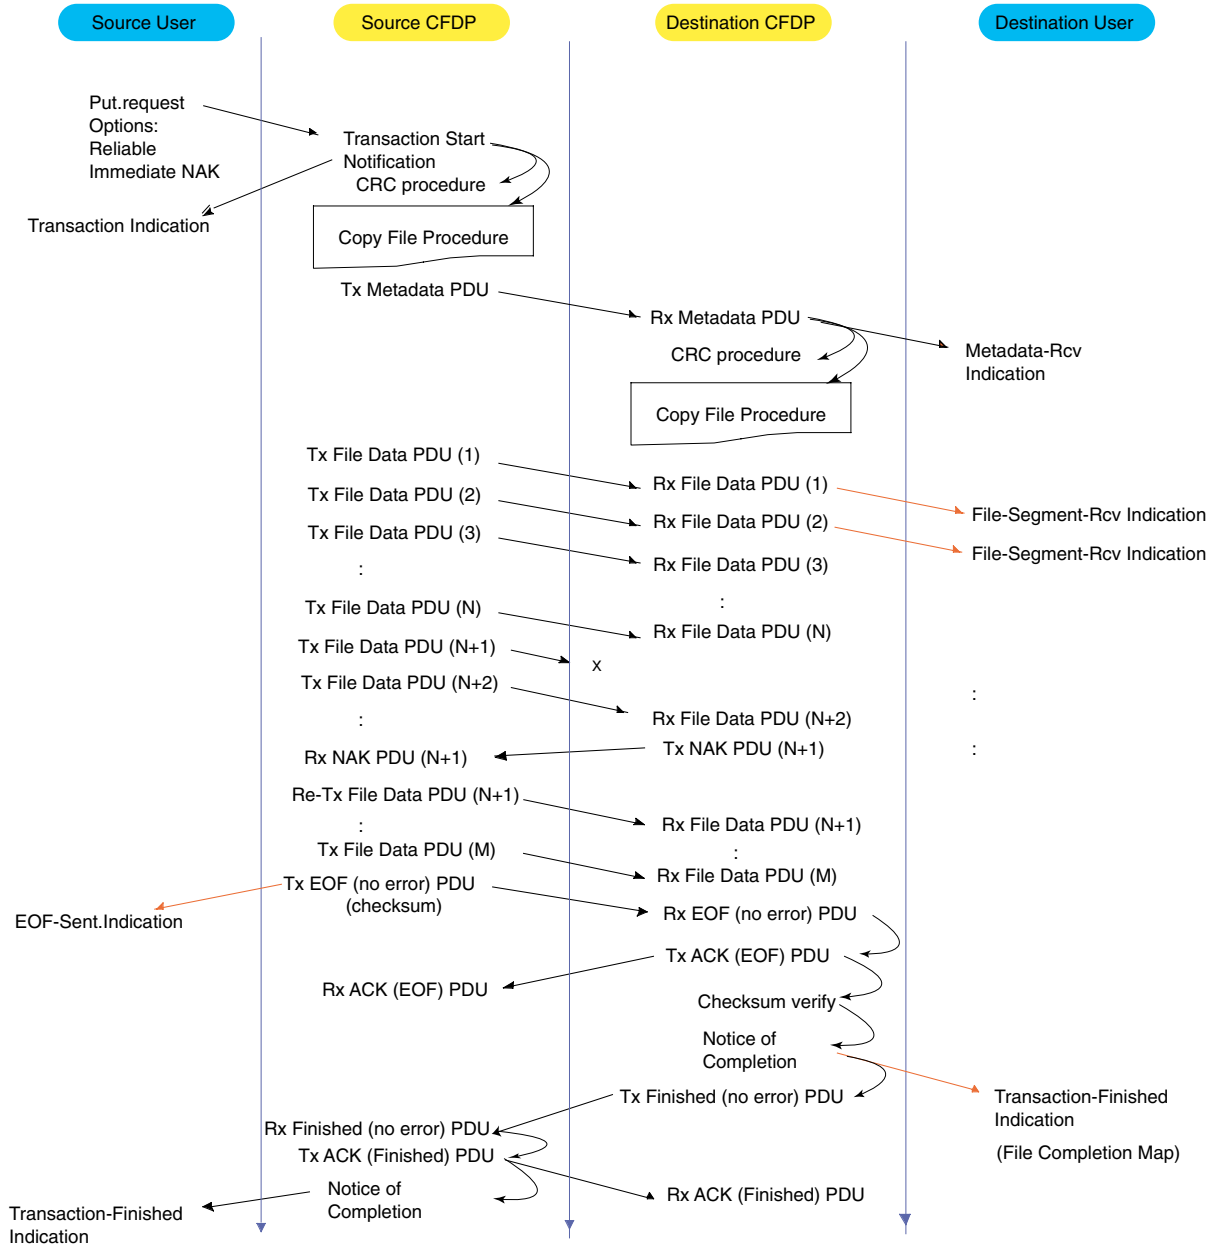 Source User
Source CFDP
Destination CFDP
Destination User
Put.request
Options:
Reliable
Immediate NAK
Transaction Start
Notification
CRC procedure
Transaction Indication
Copy File Procedure
Tx Metadata PDU
Rx Metadata PDU
CRC procedure
Metadata-Rcv
Indication
Copy File Procedure
Tx File Data PDU (1)
Rx File Data PDU (1)
Tx File Data PDU (2)
File-Segment-Rcv Indication
Rx File Data PDU (2)
Tx File Data PDU (3)
File-Segment-Rcv Indication
Rx File Data PDU (3)
:
:
Tx File Data PDU (N)
Rx File Data PDU (N)
Tx File Data PDU (N+1)
x
Tx File Data PDU (N+2)
:
Rx File Data PDU (N+2)
:
Tx NAK PDU (N+1)
:
Rx NAK PDU (N+1)
Re-Tx File Data PDU (N+1)
Rx File Data PDU (N+1)
:
:
Tx File Data PDU (M)
Rx File Data PDU (M)
Tx EOF (no error) PDU
(checksum)
EOF-Sent.Indication
Rx EOF (no error) PDU
Tx ACK (EOF) PDU
Rx ACK (EOF) PDU
Checksum verify
Notice of
Completion
Tx Finished (no error) PDU
Transaction-Finished
Indication
(File Completion Map)
Rx Finished (no error) PDU
Tx ACK (Finished) PDU
Rx ACK (Finished) PDU
Notice of
Completion
Transaction-Finished
Indication